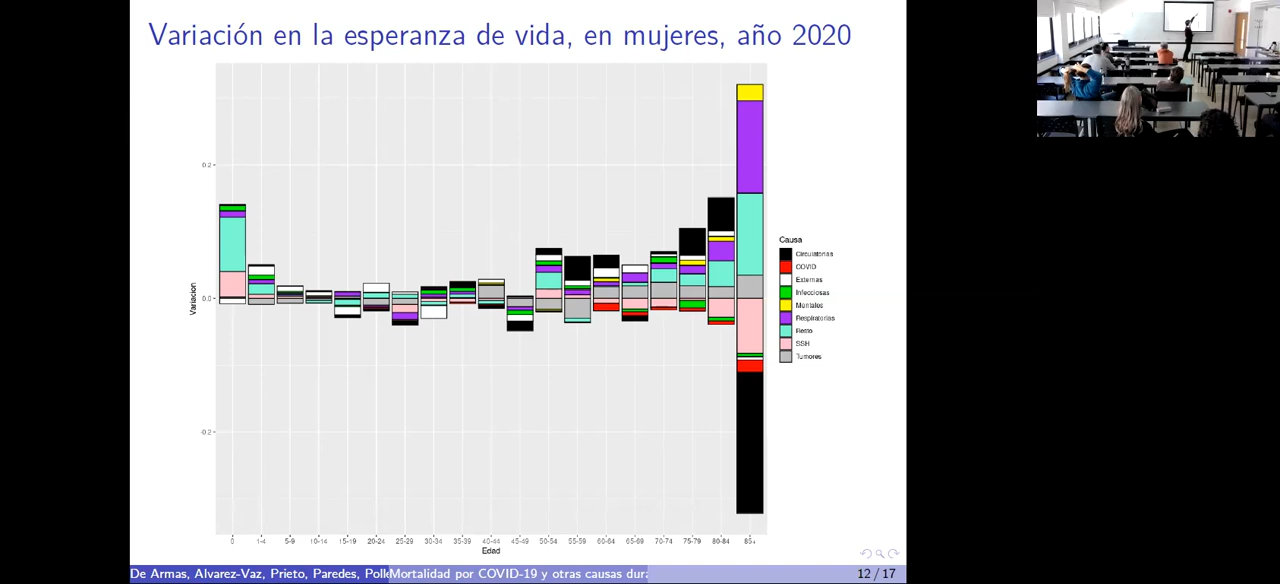 Variación en la esperanza de vida, en mujeres, año 2020
Variacion
0.2
0.0
-0.2
0
1-4
5-9
10-14
15-19
20-24
25-29
30-34
35-39
40-44
45-49
50-54
55-59
60-64
65-69
70-74
75-79
80-84
85+
Edad
Causa
Circulatorias
COVID
Externas
Infecciosas
Mentales
Respiratorias
Resto
SSH
Tumores
De Armas, Alvarez-Vaz, Prieto, Paredes, Poll
Mortalidad por COVID-19 y otras causas dur
12 / 17